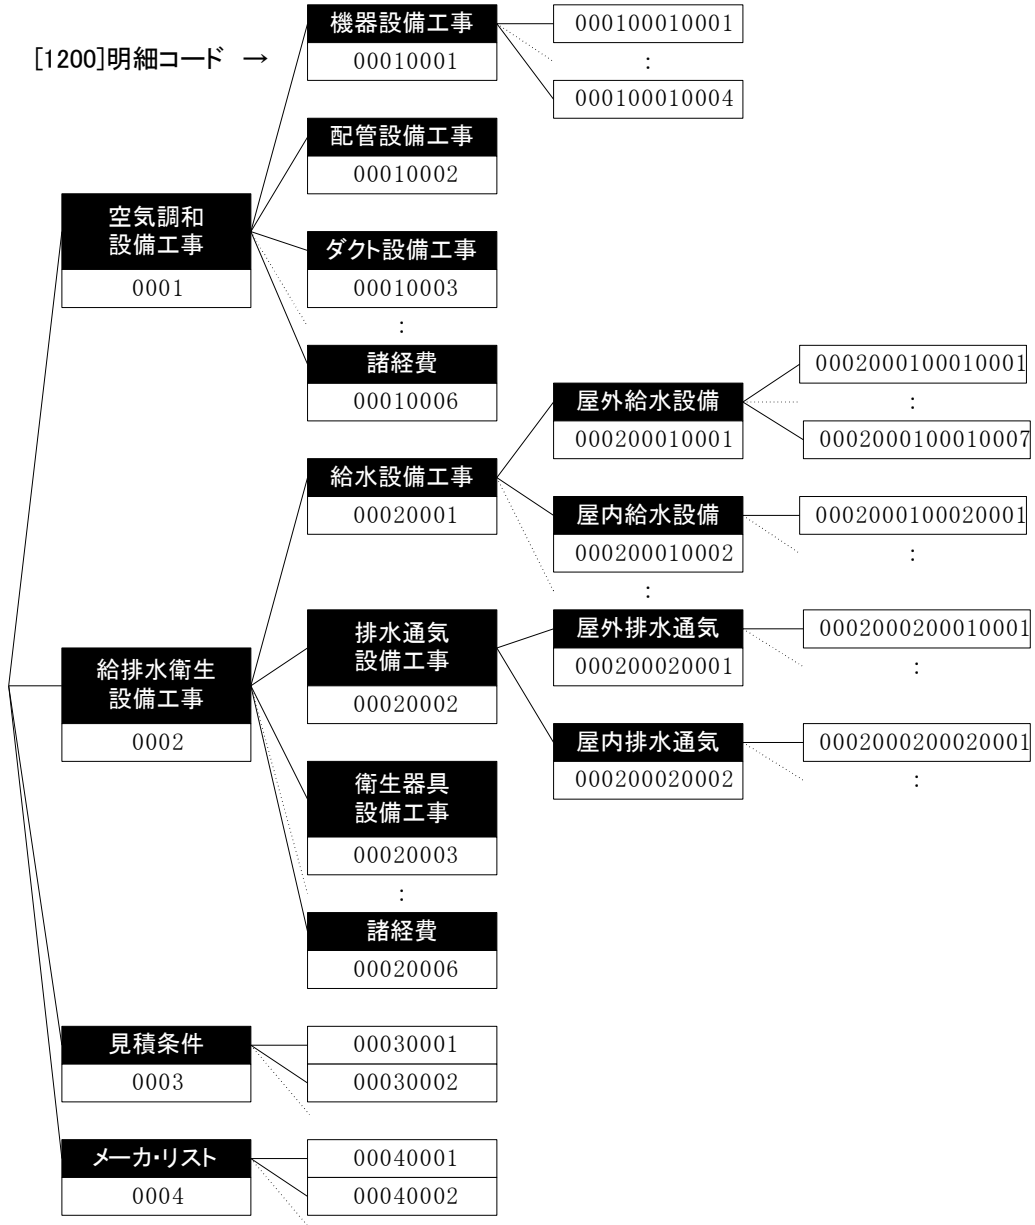 [1200]明細コード →
機器設備工事
00010001
000100010001
:
000100010004
配管設備工事
00010002
空気調和
設備工事
0001
ダクト設備工事
00010003
:
諸経費
00010006
給水設備工事
00020001
屋外給水設備
000200010001
0002000100010001
:
0002000100010007
屋内給水設備
000200010002
:
0002000100020001
:
給排水衛生
設備工事
0002
排水通気
設備工事
00020002
屋外排水通気
000200020001
0002000200010001
:
屋内排水通気
000200020002
0002000200020001
:
衛生器具
設備工事
00020003
:
諸経費
00020006
見積条件
0003
00030001
00030002
メーカ・リスト
0004
00040001
00040002